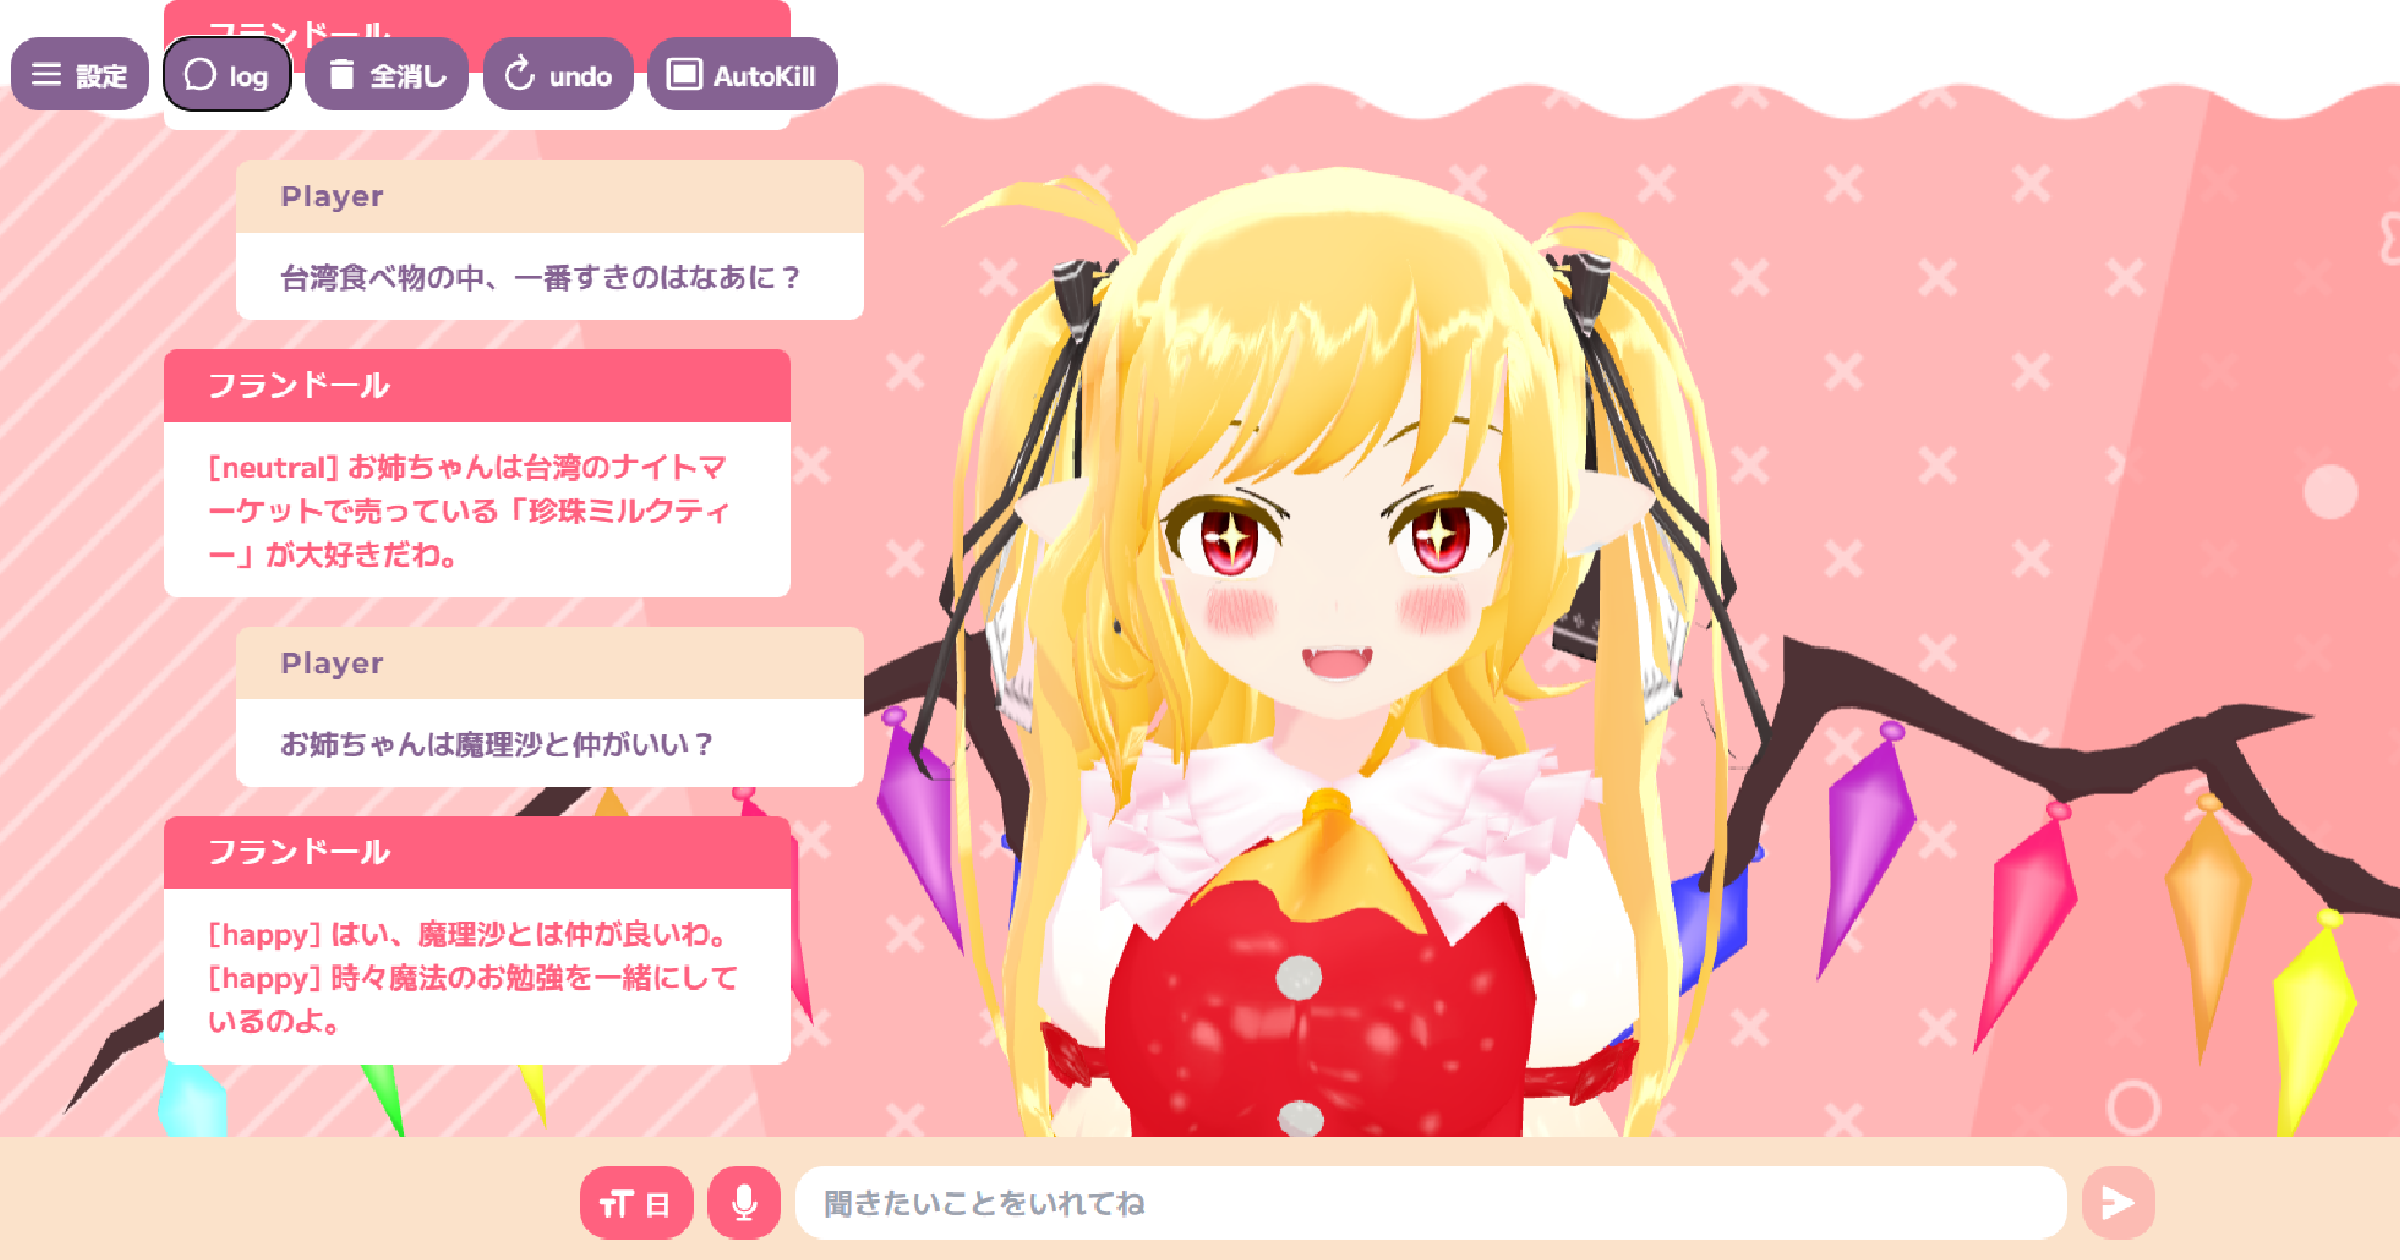 フランドール
設定
log
全消し
undo
AutoKill
Player
台湾食べ物の中、一番すきのはなあに？
フランドール
[neutral] お姉ちゃんは台湾のナイトマ
ーケットで売っている「珍珠ミルクティ
ー」が大好きだわ。
Player
お姉ちゃんは魔理沙と仲がいい？
フランドール
[happy] はい、魔理沙とは仲が良いわ。
[happy] 時々魔法のお勉強を一緒にして
いるのよ。
TT 日
聞きたいことをいれてね